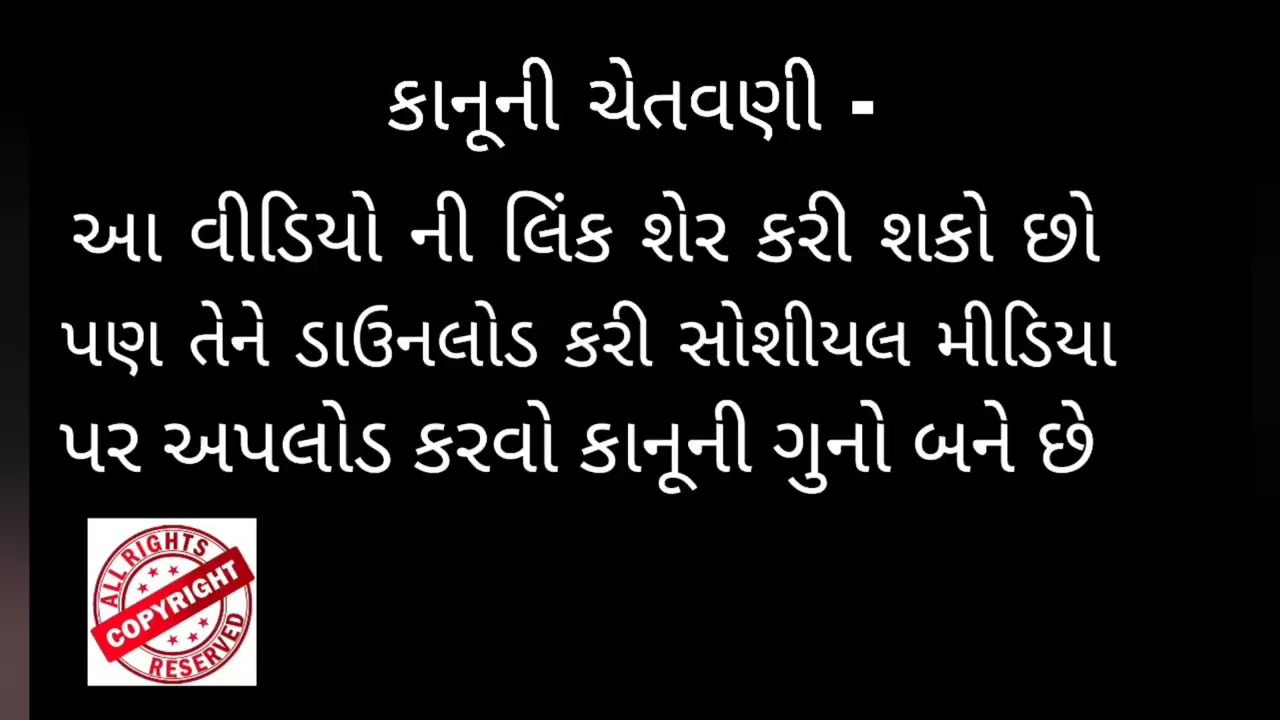 કાનૂની ચેતવણી -
આ વીડિયો ની લિંક શેર કરી શકો છો
પણ તેને ડાઉનલોડ કરી સોશીયલ મીડિયા
પર અપલોડ કરવો કાનૂની ગુનો બને છે
ALL RIGHTS
COPYRIGHT
RESERVED